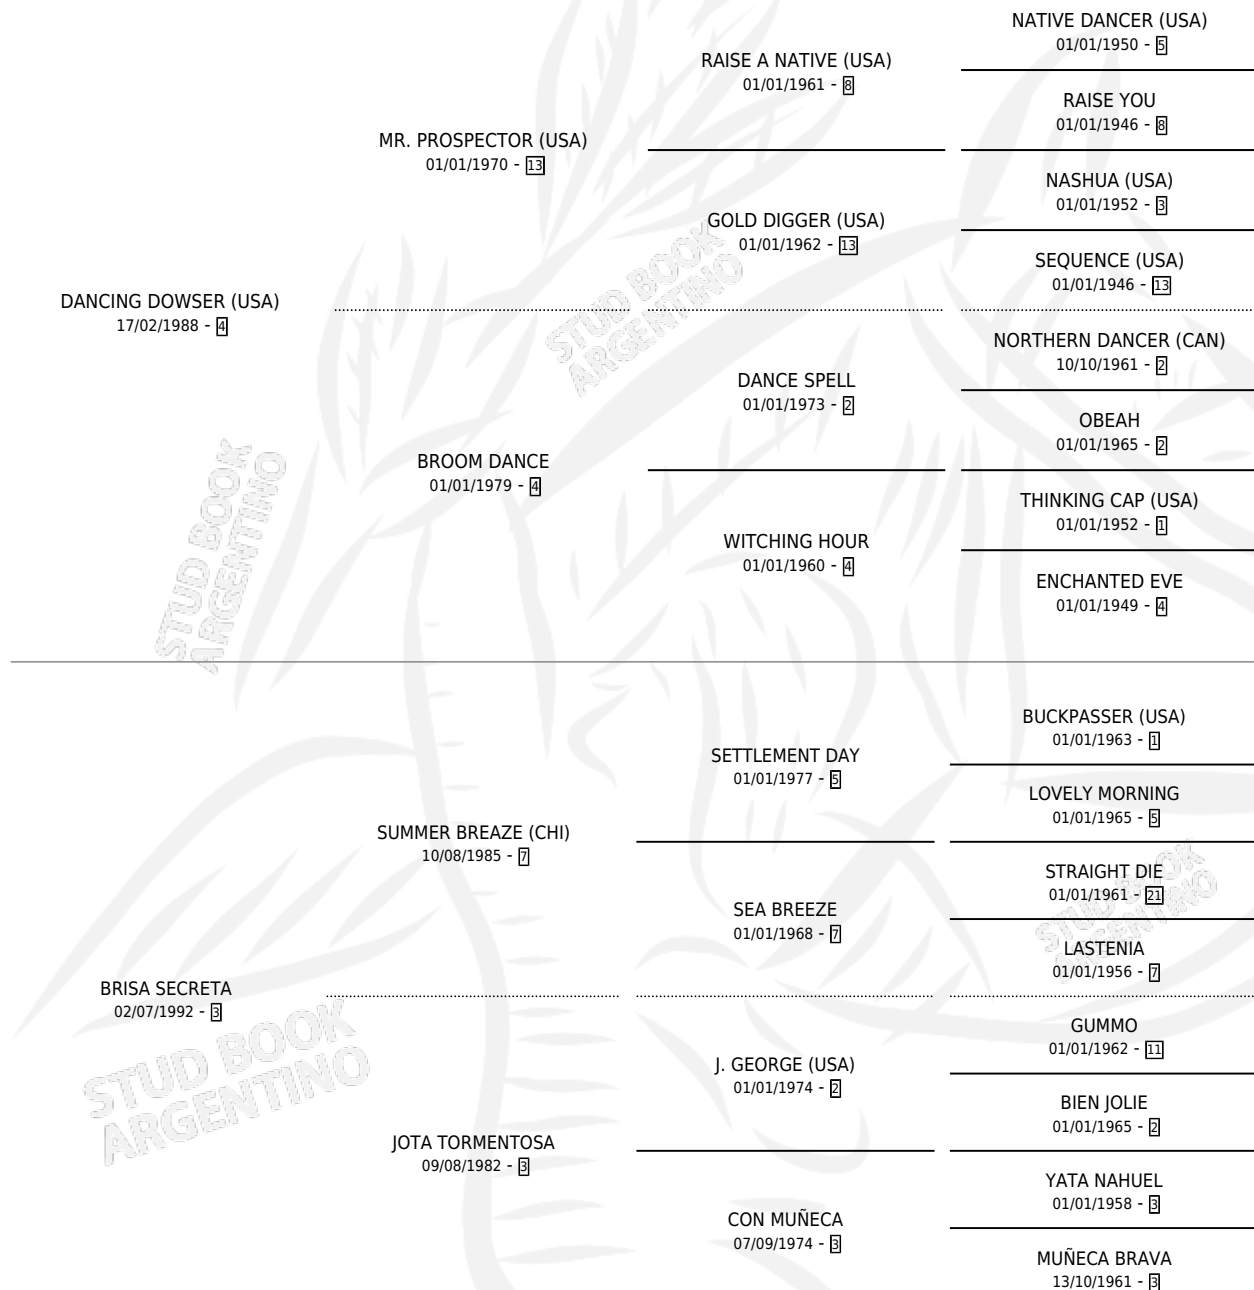 NATIVE DANCER (USA)
01/01/1950 - 5
RAISE A NATIVE (USA)
01/01/1961 - 8
RAISE YOU
01/01/1946 - 8
MR. PROSPECTOR (USA)
01/01/1970 - 13
NASHUA (USA)
01/01/1952 - 3
GOLD DIGGER (USA)
01/01/1962 - 13
SEQUENCE (USA)
01/01/1946 - 13
DANCING DOWSER (USA)
17/02/1988 - 4
STUD BOOK
ARGENTINO
NORTHERN DANCER (CAN)
10/10/1961 - 2
DANCE SPELL
01/01/1973 - 2
OBEAH
01/01/1965 - 2
BROOM DANCE
01/01/1979 - 4
THINKING CAP (USA)
01/01/1952 - 1
WITCHING HOUR
01/01/1960 - 4
ENCHANTED EVE
01/01/1949 - 4
STUD BOOK
ARGENTINO
BUCKPASSER (USA)
01/01/1963 - 1
SETTLEMENT DAY
01/01/1977 - 5
LOVELY MORNING
01/01/1965 - 5
SUMMER BREAZE (CHI)
10/08/1985 - 7
STRAIGHT DIE
01/01/1961 - 21
SEA BREEZE
01/01/1968 - 7
LASTENIA
01/01/1956 - 7
STUD BOOK
ARGENTINO
BRISA SECRETA
02/07/1992 - 3
GUMMO
01/01/1962 - 11
J. GEORGE (USA)
01/01/1974 - 2
BIEN JOLIE
01/01/1965 - 2
STUD BOOK
ARGENTINO
JOTA TORMENTOSA
09/08/1982 - 3
YATA NAHUEL
01/01/1958 - 3
CON MUÑECA
07/09/1974 - 3
MUÑECA BRAVA
13/10/1961 - 3